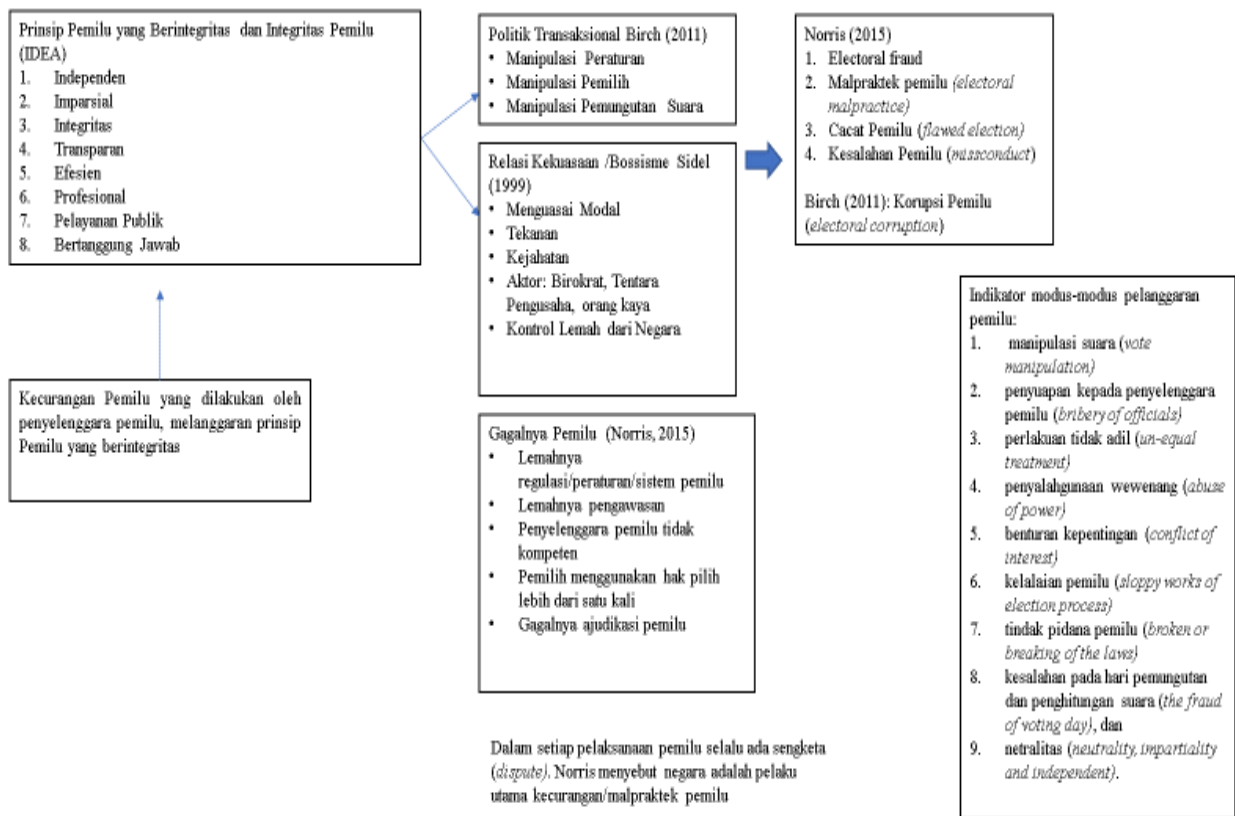 Prinsip Pemilu yang Berintegritas dan Integritas Pemilu
(IDEA)
1. Independen
2. Imparsial
3. Integritas
4. Transparan
5. Efesien
6. Profesional
7. Pelayanan Publik
8. Bertanggung Jawab
Kecurangan Pemilu yang dilakukan oleh
penyelenggara pemilu, melanggaran prinsip
Pemilu yang berintegritas
Politik Transaksional Birch (2011)
• Manipulasi Peraturan
• Manipulasi Pemilih
• Manipulasi Pemungutan Suara
Relasi Kekuasaan /Bossisme Sidel
(1999)
• Menguasai Modal
• Tekanan
• Kejahatan
• Aktor: Birokrat, Tentara
Pengusaha, orang kaya
• Kontrol Lemah dari Negara
Gagalnya Pemilu (Norris, 2015)
• Lemahnya
regulasi/peraturan/sistem pemilu
• Lemahnya pengawasan
• Penyelenggara pemilu tidak
kompeten
• Pemilih menggunakan hak pilih
lebih dari satu kali
• Gagalnya ajudikasi pemilu
Dalam setiap pelaksanaan pemilu selalu ada sengketa
(dispute). Norris menyebut negara adalah pelaku
utama kecurangan/malpraktek pemilu
Norris (2015)
1. Electoral fraud
2. Malpraktek pemilu (electoral
malpractice)
3. Cacat Pemilu (flawed election)
4. Kesalahan Pemilu (missconduct)
Birch (2011): Korupsi Pemilu
(electoral corruption)
Indikator modus-modus pelanggaran
pemilu:
1. manipulasi suara (vote
manipulation)
2. penyuapan kepada penyelenggara
pemilu (bribery of officials)
3. perlakuan tidak adil (un-equal
treatment)
4. penyalahgunaan wewenang (abuse
of power)
5. benturan kepentingan (conflict of
interest)
6. kelalaian pemilu (sloppy works of
election process)
7. tindak pidana pemilu (broken or
breaking of the laws)
8. kesalahan pada hari pemungutan
dan penghitungan suara (the fraud
of voting day), dan
9. netralitas (neutrality, impartiality
and independent).